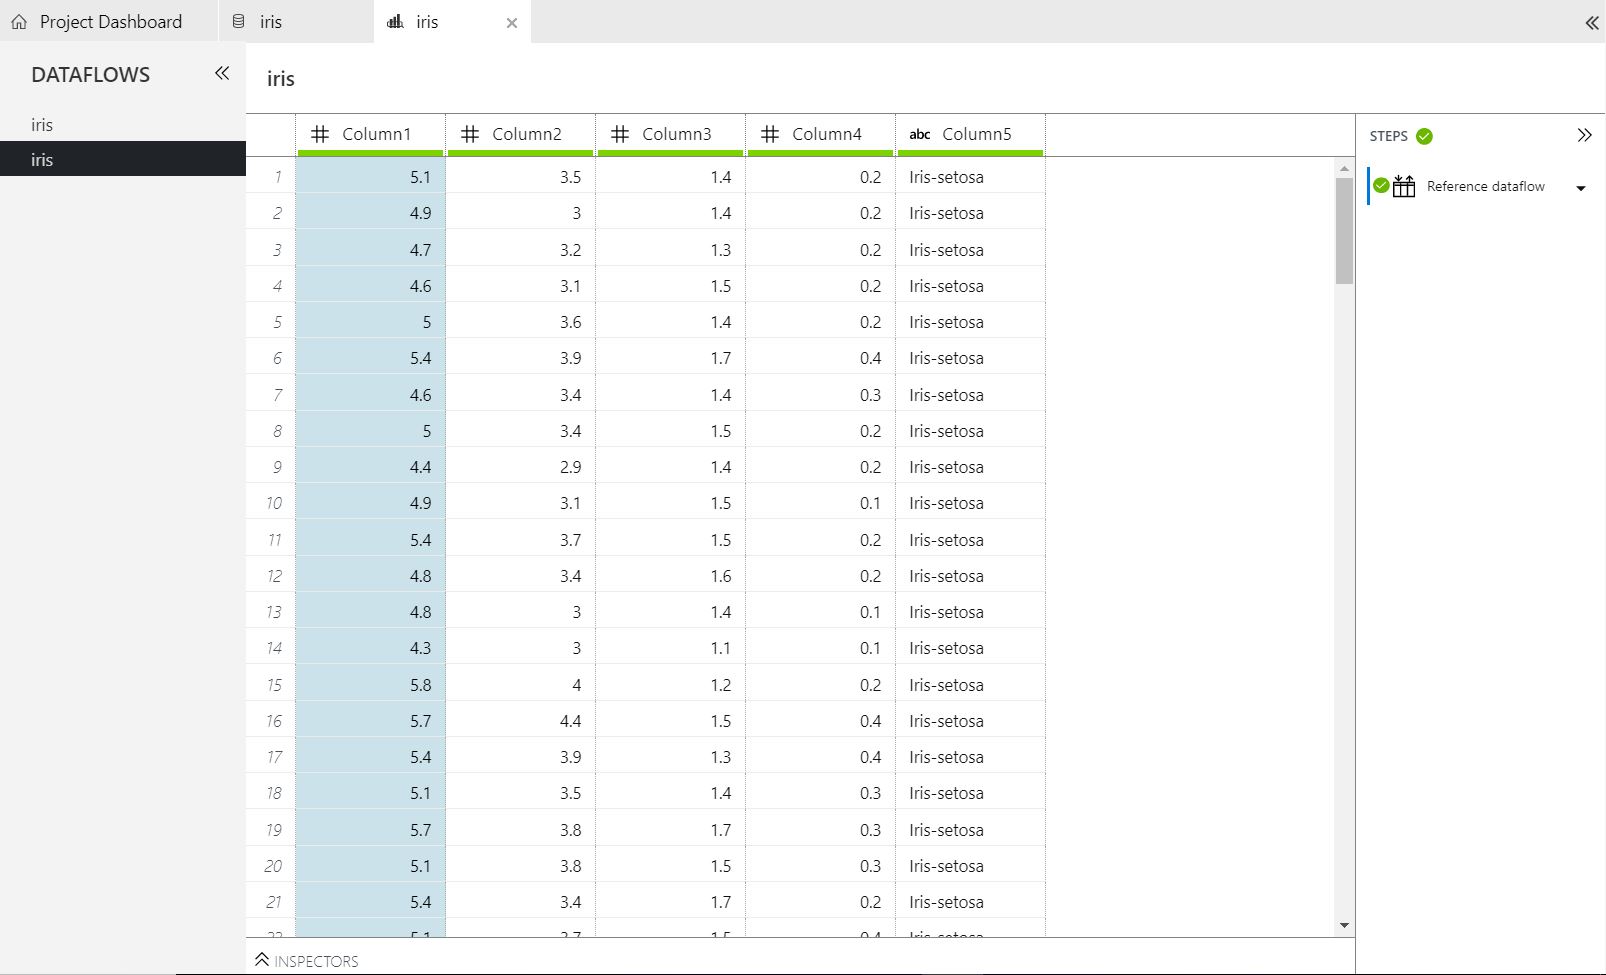 Project Dashboard iris iris
DATAFLOWS
iris
iris
iris
Column1 Column2 Column3 Column4 abc Column5
1 5.1 3.5 1.4 0.2 Iris-setosa
2 4.9 3 1.4 0.2 Iris-setosa
3 4.7 3.2 1.3 0.2 Iris-setosa
4 4.6 3.1 1.5 0.2 Iris-setosa
5 5 3.6 1.4 0.2 Iris-setosa
6 5.4 3.9 1.7 0.4 Iris-setosa
7 4.6 3.4 1.4 0.3 Iris-setosa
8 5 3.4 1.5 0.2 Iris-setosa
9 4.4 2.9 1.4 0.2 Iris-setosa
10 4.9 3.1 1.5 0.1 Iris-setosa
11 5.4 3.7 1.5 0.2 Iris-setosa
12 4.8 3.4 1.6 0.2 Iris-setosa
13 4.8 3 1.4 0.1 Iris-setosa
14 4.3 3 1.1 0.1 Iris-setosa
15 5.8 4 1.2 0.2 Iris-setosa
16 5.7 4.4 1.5 0.4 Iris-setosa
17 5.4 3.9 1.3 0.4 Iris-setosa
18 5.1 3.5 1.4 0.3 Iris-setosa
19 5.7 3.8 1.7 0.3 Iris-setosa
20 5.1 3.8 1.5 0.3 Iris-setosa
21 5.4 3.4 1.7 0.2 Iris-setosa
22 5.1 3.7 1.5 0.4 Iris-setosa
INSPECTORS
STEPS
Reference dataflow